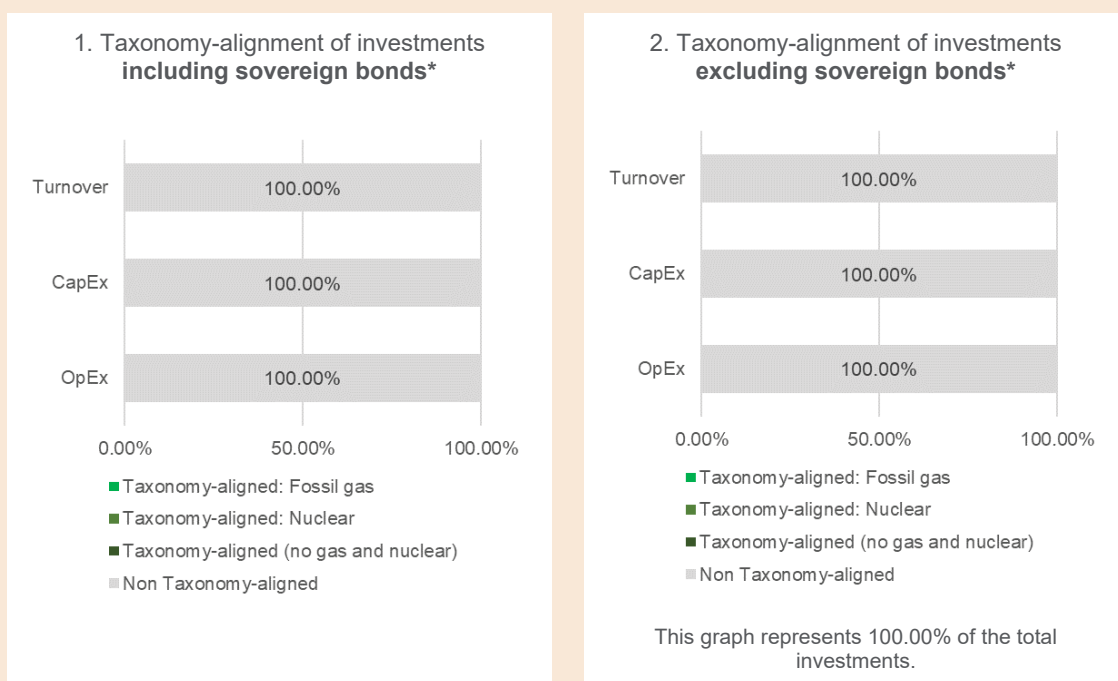 1. Taxonomy-alignment of investments
including sovereign bonds*
Turnover
100.00%
CapEx
100.00%
OpEx
100.00%
0.00%
50.00%
100.00%
Taxonomy-aligned: Fossil gas
Taxonomy-aligned: Nuclear
Taxonomy-aligned (no gas and nuclear)
Non Taxonomy-aligned
2. Taxonomy-alignment of investments
excluding sovereign bonds*
Turnover
100.00%
CapEx
100.00%
OpEx
100.00%
0.00%
50.00%
100.00%
Taxonomy-aligned: Fossil gas
Taxonomy-aligned: Nuclear
Taxonomy-aligned (no gas and nuclear)
Non Taxonomy-aligned
This graph represents 100.00% of the total
investments.